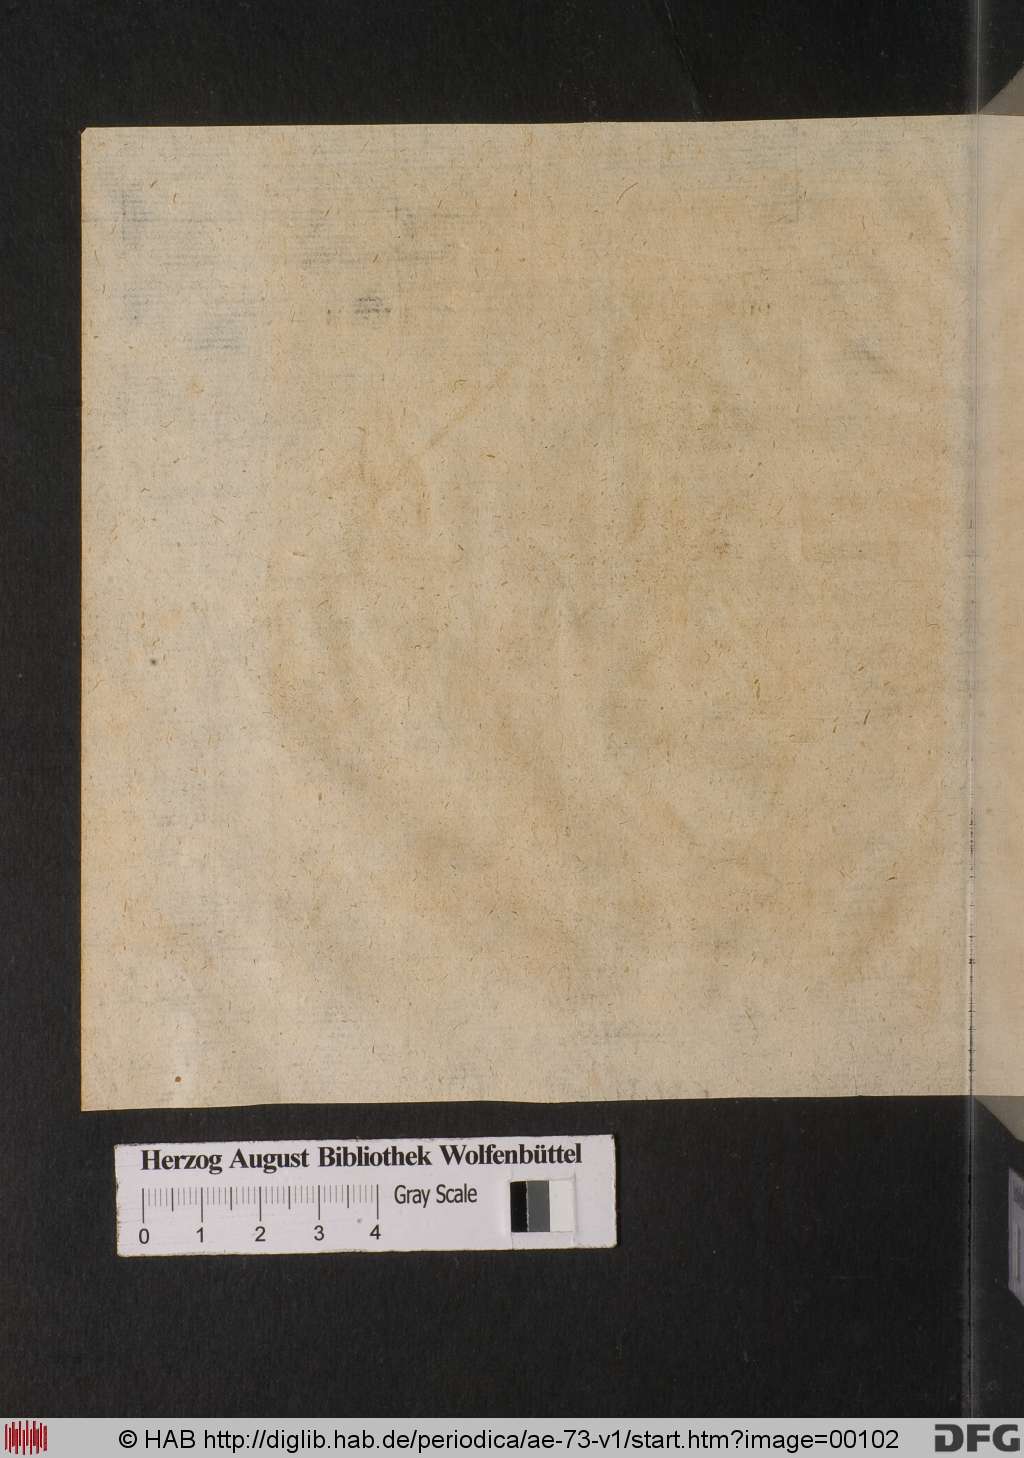 Herzog August Bibliothek Wolfenbüttel
Gray Scale
0 1 2 3 4
© HAB http://diglib.hab.de/periodica/ae-73-v1/start.htm?image=00102
DFG